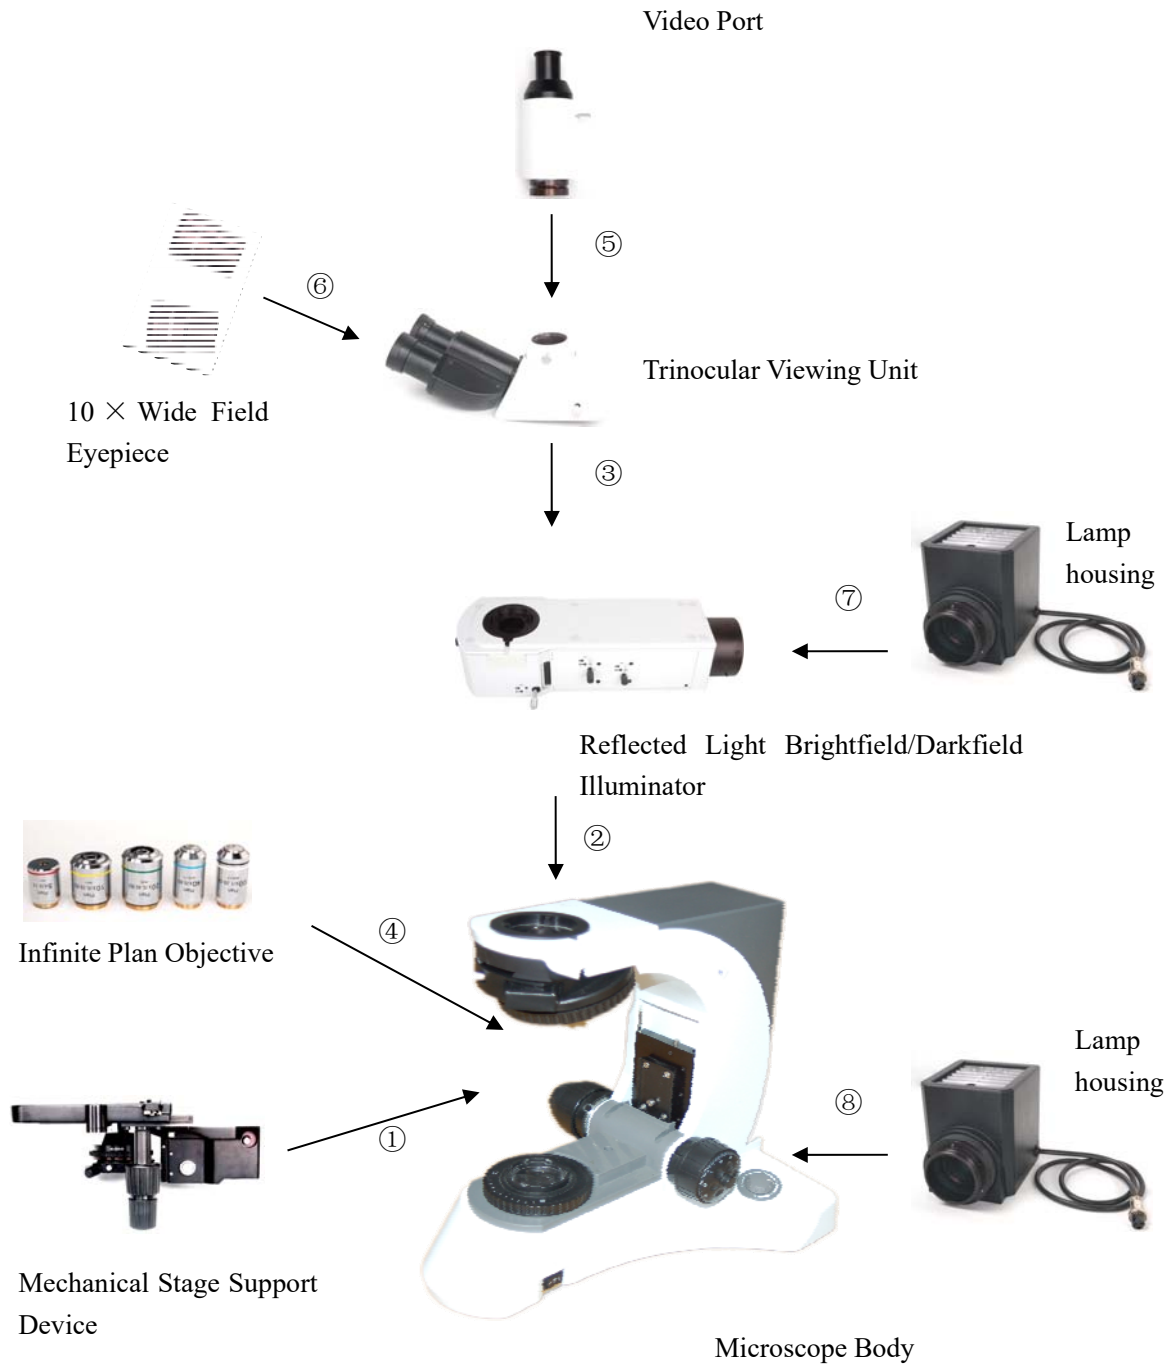 Video Port
⑤
⑥
Trinocular Viewing Unit
10 × Wide Field
Eyepiece
③
Lamp
housing
⑦
Reflected Light Brightfield/Darkfield
Illuminator
②
④
Infinite Plan Objective
Lamp
housing
⑧
①
Mechanical Stage Support
Device
Microscope Body